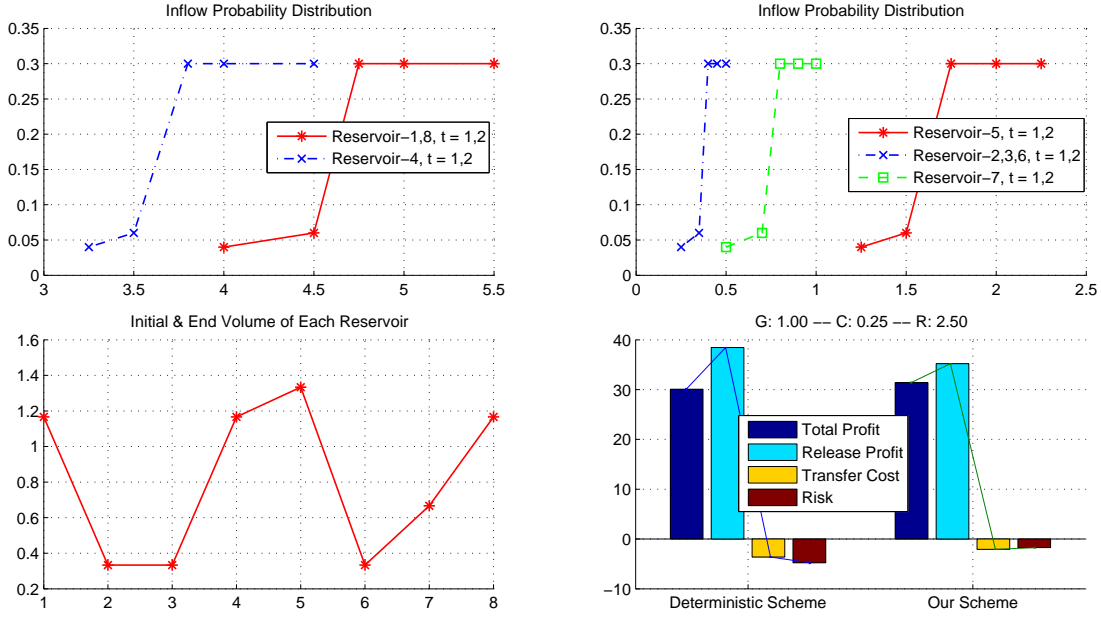 Inflow Probability Distribution
0.35
0.3
0.25
0.2
0.15
0.1
0.05
0
3 3.5 4 4.5 5 5.5
Reservoir−1,8, t = 1,2
Reservoir−4, t = 1,2
Inflow Probability Distribution
0.35
0.3
0.25
0.2
0.15
0.1
0.05
0
0 0.5 1 1.5 2 2.5
Reservoir−5, t = 1,2
Reservoir−2,3,6, t = 1,2
Reservoir−7, t = 1,2
Initial & End Volume of Each Reservoir
1.6
1.4
1.2
1
0.8
0.6
0.4
0.2
1 2 3 4 5 6 7 8
G: 1.00 −− C: 0.25 −− R: 2.50
40
30
20
10
0
−10
Total Profit
Release Profit
Transfer Cost
Risk
Deterministic Scheme Our Scheme